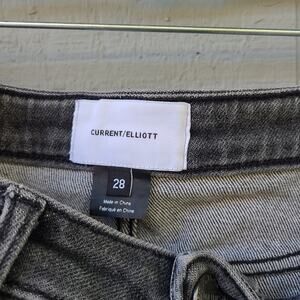 CURRENT/ELLIOTT
28
Made in China
Fabriqué en Chine